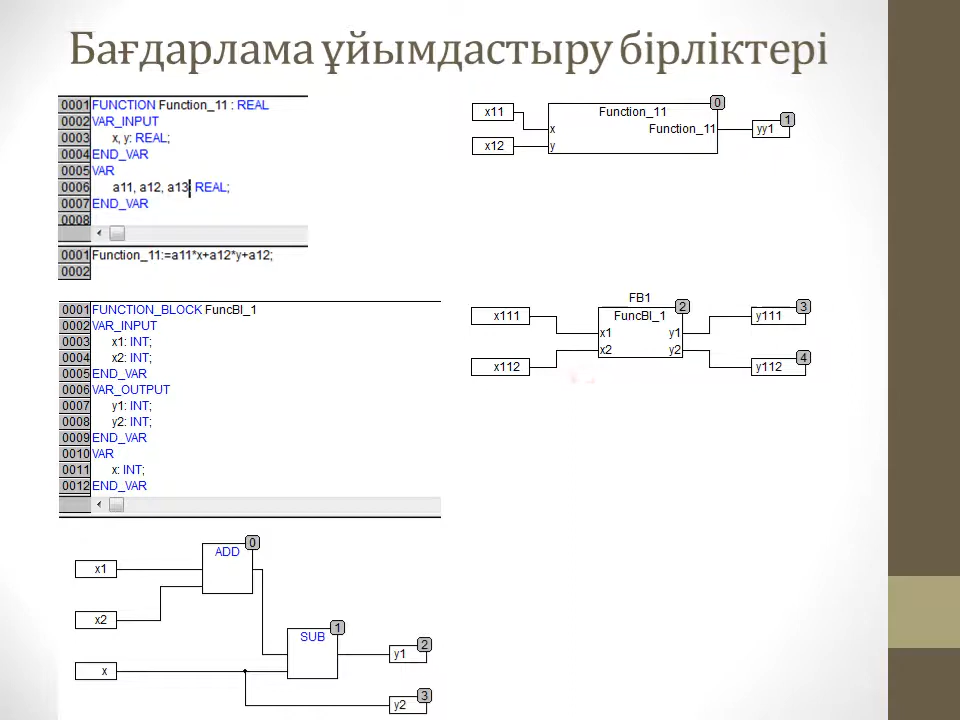 Бағдарлама ұйымдастыру бірліктері
0001 FUNCTION Function_11 : REAL
0002 VAR_INPUT
0003 x, y: REAL;
0004 END_VAR
0005 VAR
0006 a11, a12, a13: REAL;
0007 END_VAR
0008
0001 Function_11:=a11*x+a12*y+a12;
0002
x11
x12
0
Function_11
x
Function_11
y
1
yy1
0001 FUNCTION_BLOCK FuncBl_1
0002 VAR_INPUT
0003 x1: INT;
0004 x2: INT;
0005 END_VAR
0006 VAR_OUTPUT
0007 y1: INT;
0008 y2: INT;
0009 END_VAR
0010 VAR
0011 x: INT;
0012 END_VAR
FB1
2
x111
FuncBl_1
x1
y1
x2
y2
x112
3
y111
4
y112
0
ADD
x1
x2
1
SUB
x
2
y1
3
y2